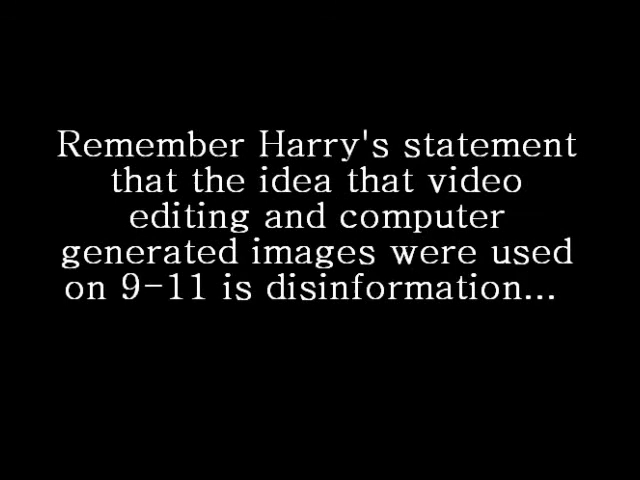 Remember Harry's statement
that the idea that video
editing and computer
generated images were used
on 9-11 is disinformation...